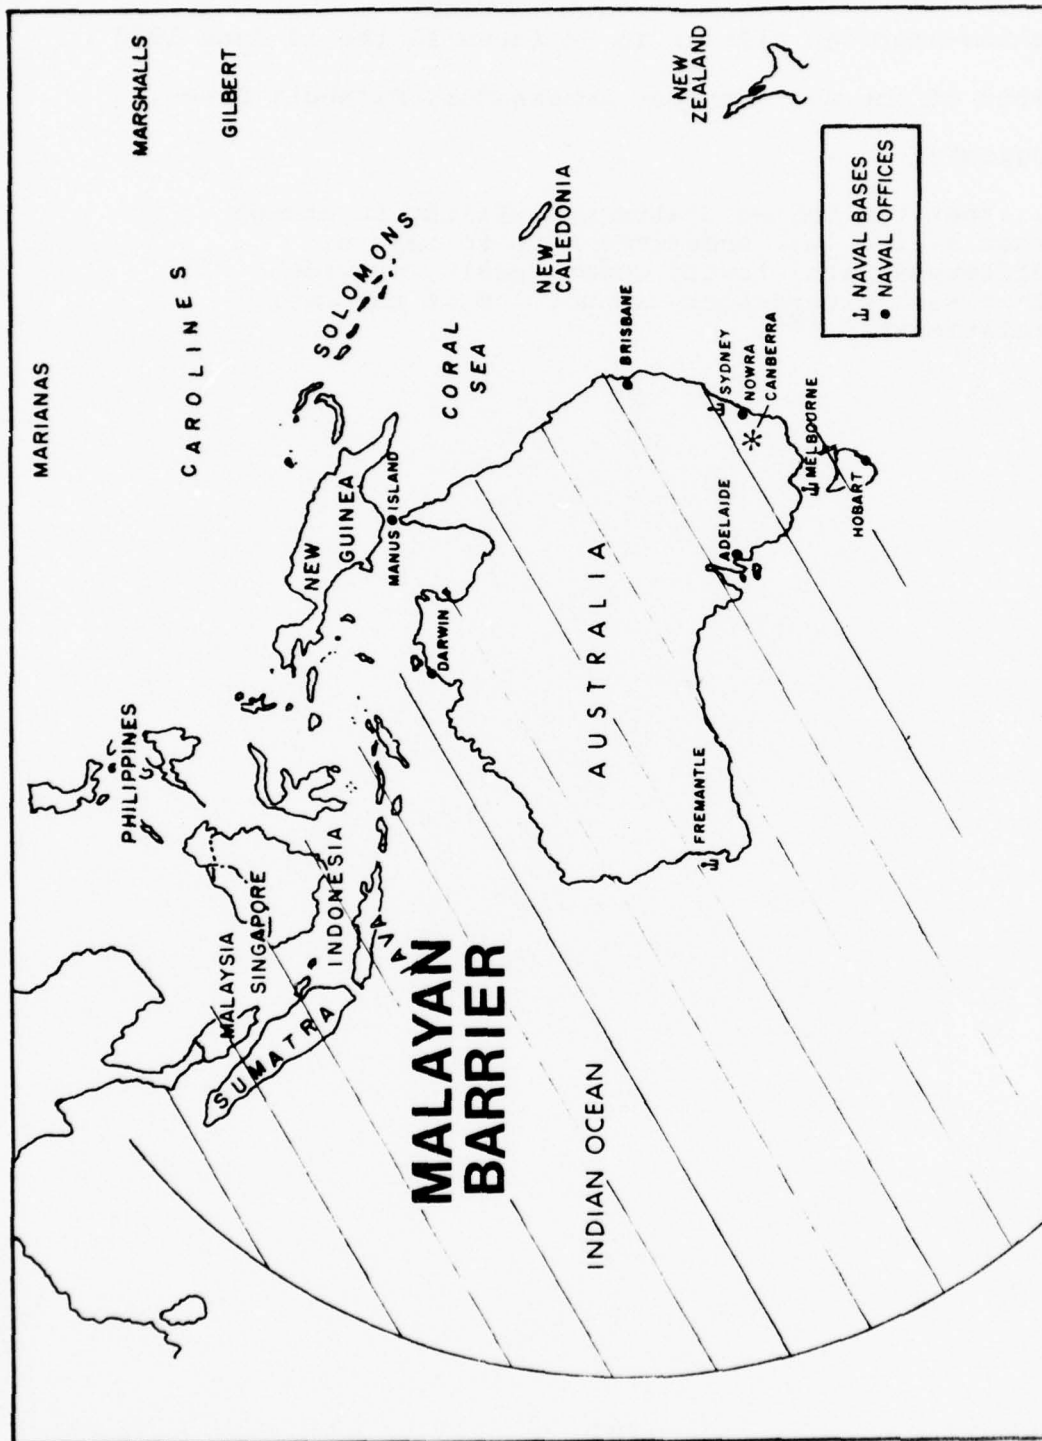 MARIANAS
MARSHALLS
CAROLINES
GILBERT
PHILIPPINES
SOLOMONS
MALAYSIA
SINGAPORE
INDONESIA
NEW
GUINEA
MANUS ISLAND
SUMATRA
JAVA
CORAL
SEA
NEW
CALEDONIA
MALAYAN
BARRIER
DARWIN
INDIAN OCEAN
AUSTRALIA
BRISBANE
NEW
ZEALAND
FREMANTLE
ADELAIDE
SYDNEY
NOWRA
CANBERRA
MELBOURNE
HOBART
NAVAL BASES
NAVAL OFFICES